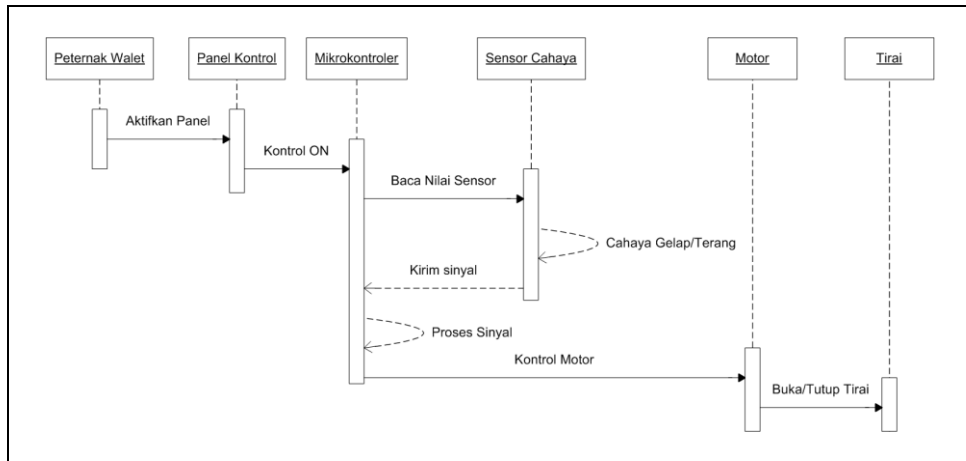 Peternak Walet
Panel Kontrol
Mikrokontroler
Sensor Cahaya
Motor
Tirai
Aktifkan Panel
Kontrol ON
Baca Nilai Sensor
Cahaya Gelap/Terang
Kirim sinyal
Proses Sinyal
Kontrol Motor
Buka/Tutup Tirai